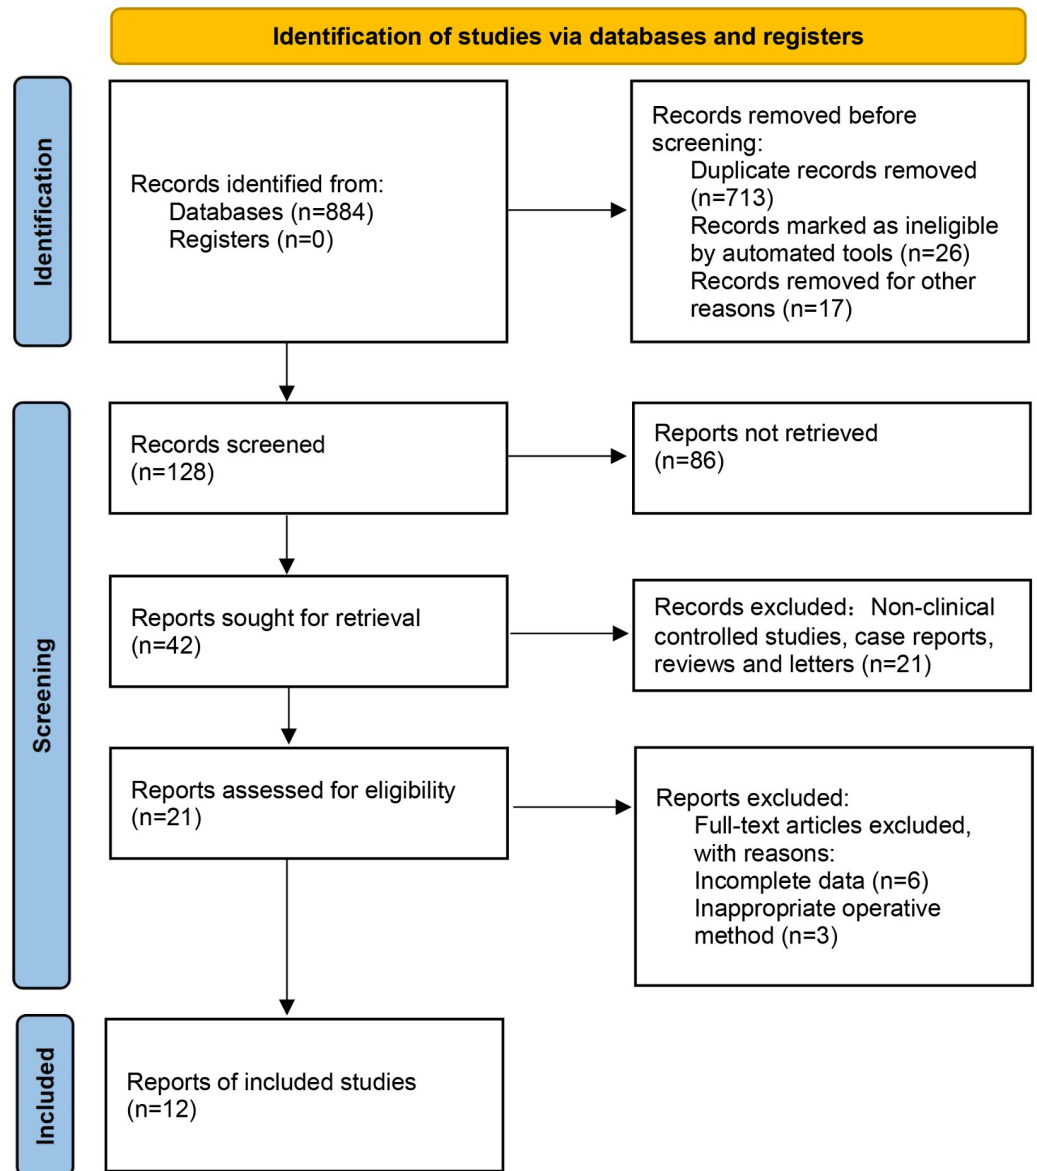 Identification of studies via databases and registers
Identification
Records identified from:
Databases (n=884)
Registers (n=0)
Records removed before
screening:
Duplicate records removed
(n=713)
Records marked as ineligible
by automated tools (n=26)
Records removed for other
reasons (n=17)
Screening
Records screened
(n=128)
Reports not retrieved
(n=86)
Reports sought for retrieval
(n=42)
Records excluded：Non-clinical
controlled studies, case reports,
reviews and letters (n=21)
Reports assessed for eligibility
(n=21)
Reports excluded:
Full-text articles excluded,
with reasons:
Incomplete data (n=6)
Inappropriate operative
method (n=3)
Included
Reports of included studies
(n=12)